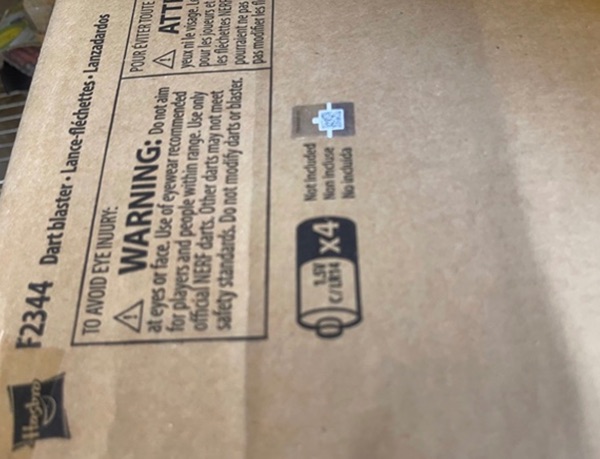 Hasbro
F2344 Dart blaster • Lance-fléchettes • Lanzadardos
TO AVOID EYE INJURY:
⚠ WARNING: Do not aim
at eyes or face. Use of eyewear recommended
for players and people within range. Use only
official NERF darts. Other darts may not meet
safety standards. Do not modify darts or blaster.
POUR ÉVITER TOUTE
⚠ ATT
yeux ni le visage.
pour les joueurs et
les fléchettes NERF
pourraient ne pas
pas modifier les
1.5V
C/LR14
x4
Not Included
Non incluse
No incluida